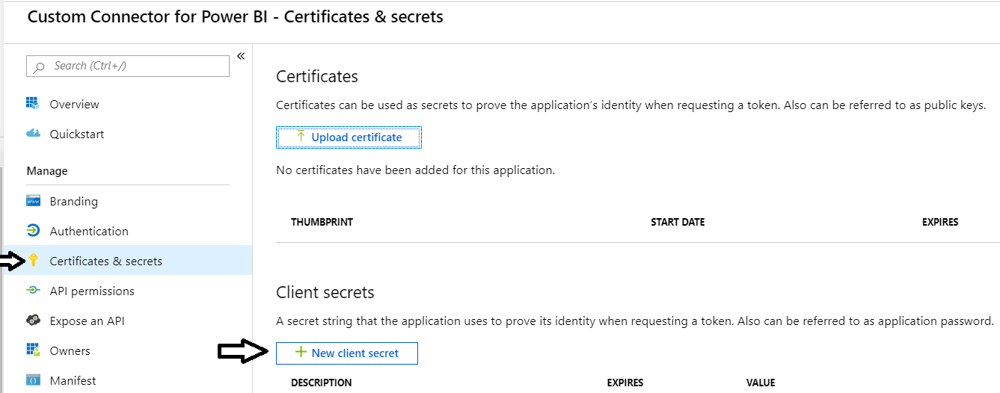 Custom Connector for Power BI - Certificates & secrets
Search (Ctrl+/)
«
Overview
Quickstart
Manage
Branding
Authentication
Certificates & secrets
API permissions
Expose an API
Owners
Manifest
Certificates
Certificates can be used as secrets to prove the application’s identity when requesting a token. Also can be referred to as public keys.
Upload certificate
No certificates have been added for this application.
THUMBPRINT START DATE EXPIRES
Client secrets
A secret string that the application uses to prove its identity when requesting a token. Also can be referred to as application password.
New client secret
DESCRIPTION EXPIRES VALUE